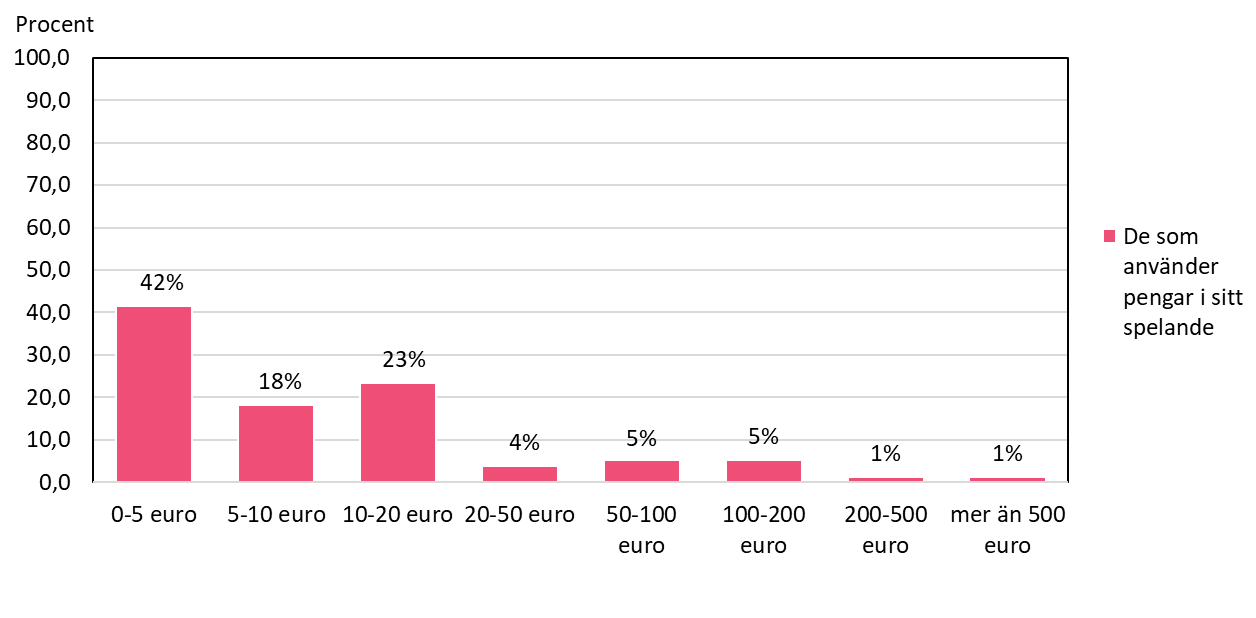 Procent
100,0
90,0
80,0
70,0
60,0
50,0
40,0
30,0
20,0
10,0
0,0
42%
18%
23%
4%
5%
5%
1%
1%
0-5 euro
5-10 euro
10-20 euro
20-50 euro
50-100
euro
100-200
euro
200-500
euro
mer än 500
euro
De som
använder
pengar i sitt
spelande